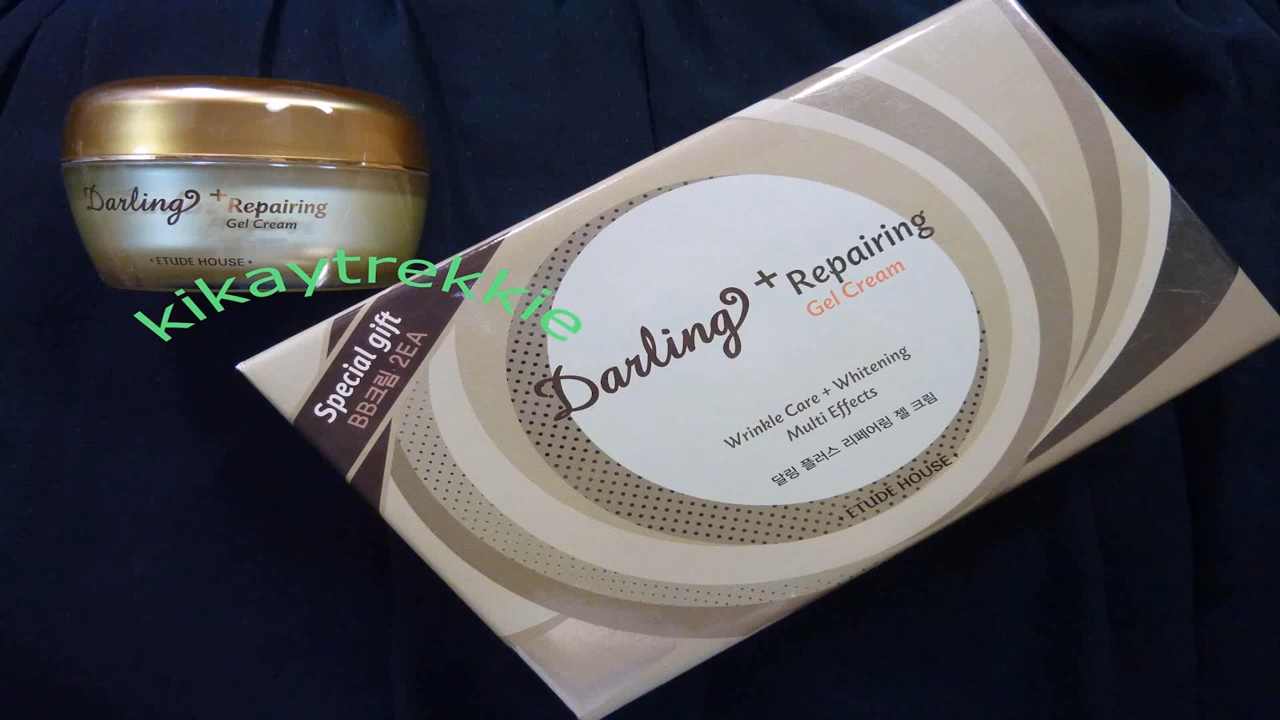 Darling +Repairing
Gel Cream
ETUDE HOUSE
kikaytrekkie
Special gift
BB크림 2EA
Darling + Repairing
Gel Cream
Wrinkle Care + Whitening
Multi Effects
달링 플러스 리페어링 젤 크림
ETUDE HOUSE